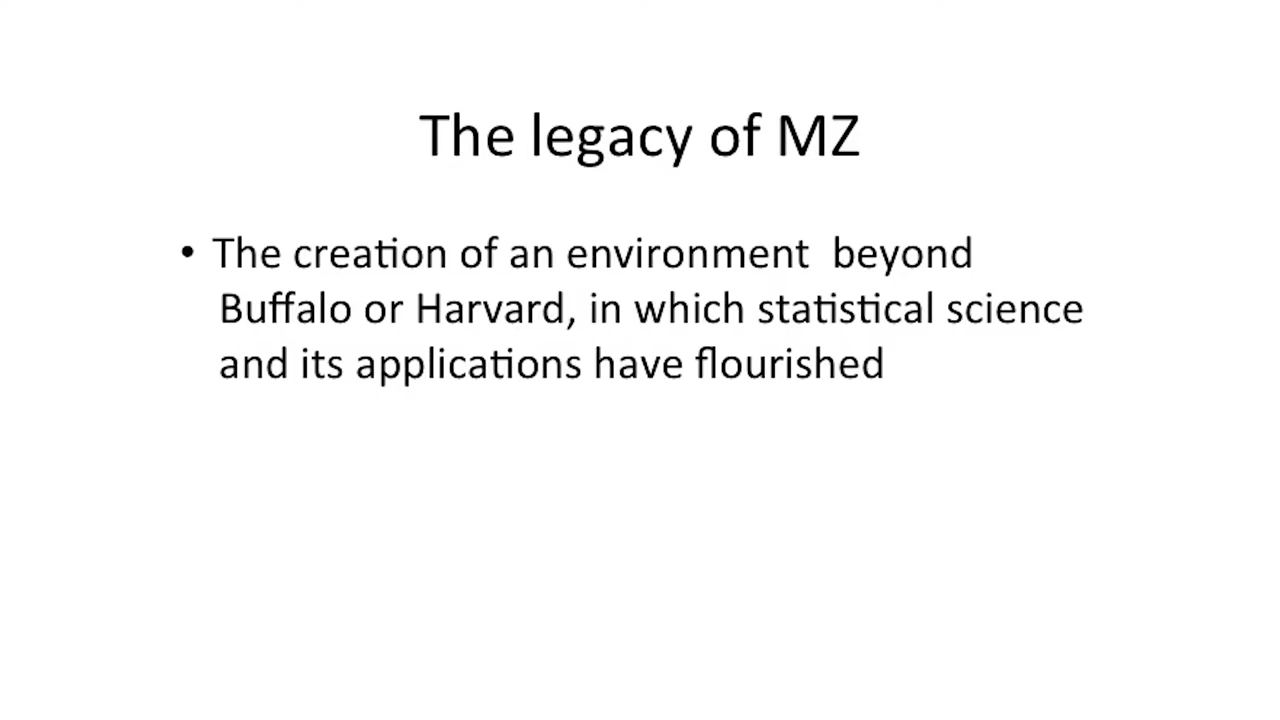 The legacy of MZ
• The creation of an environment  beyond
Buffalo or Harvard, in which statistical science
and its applications have flourished